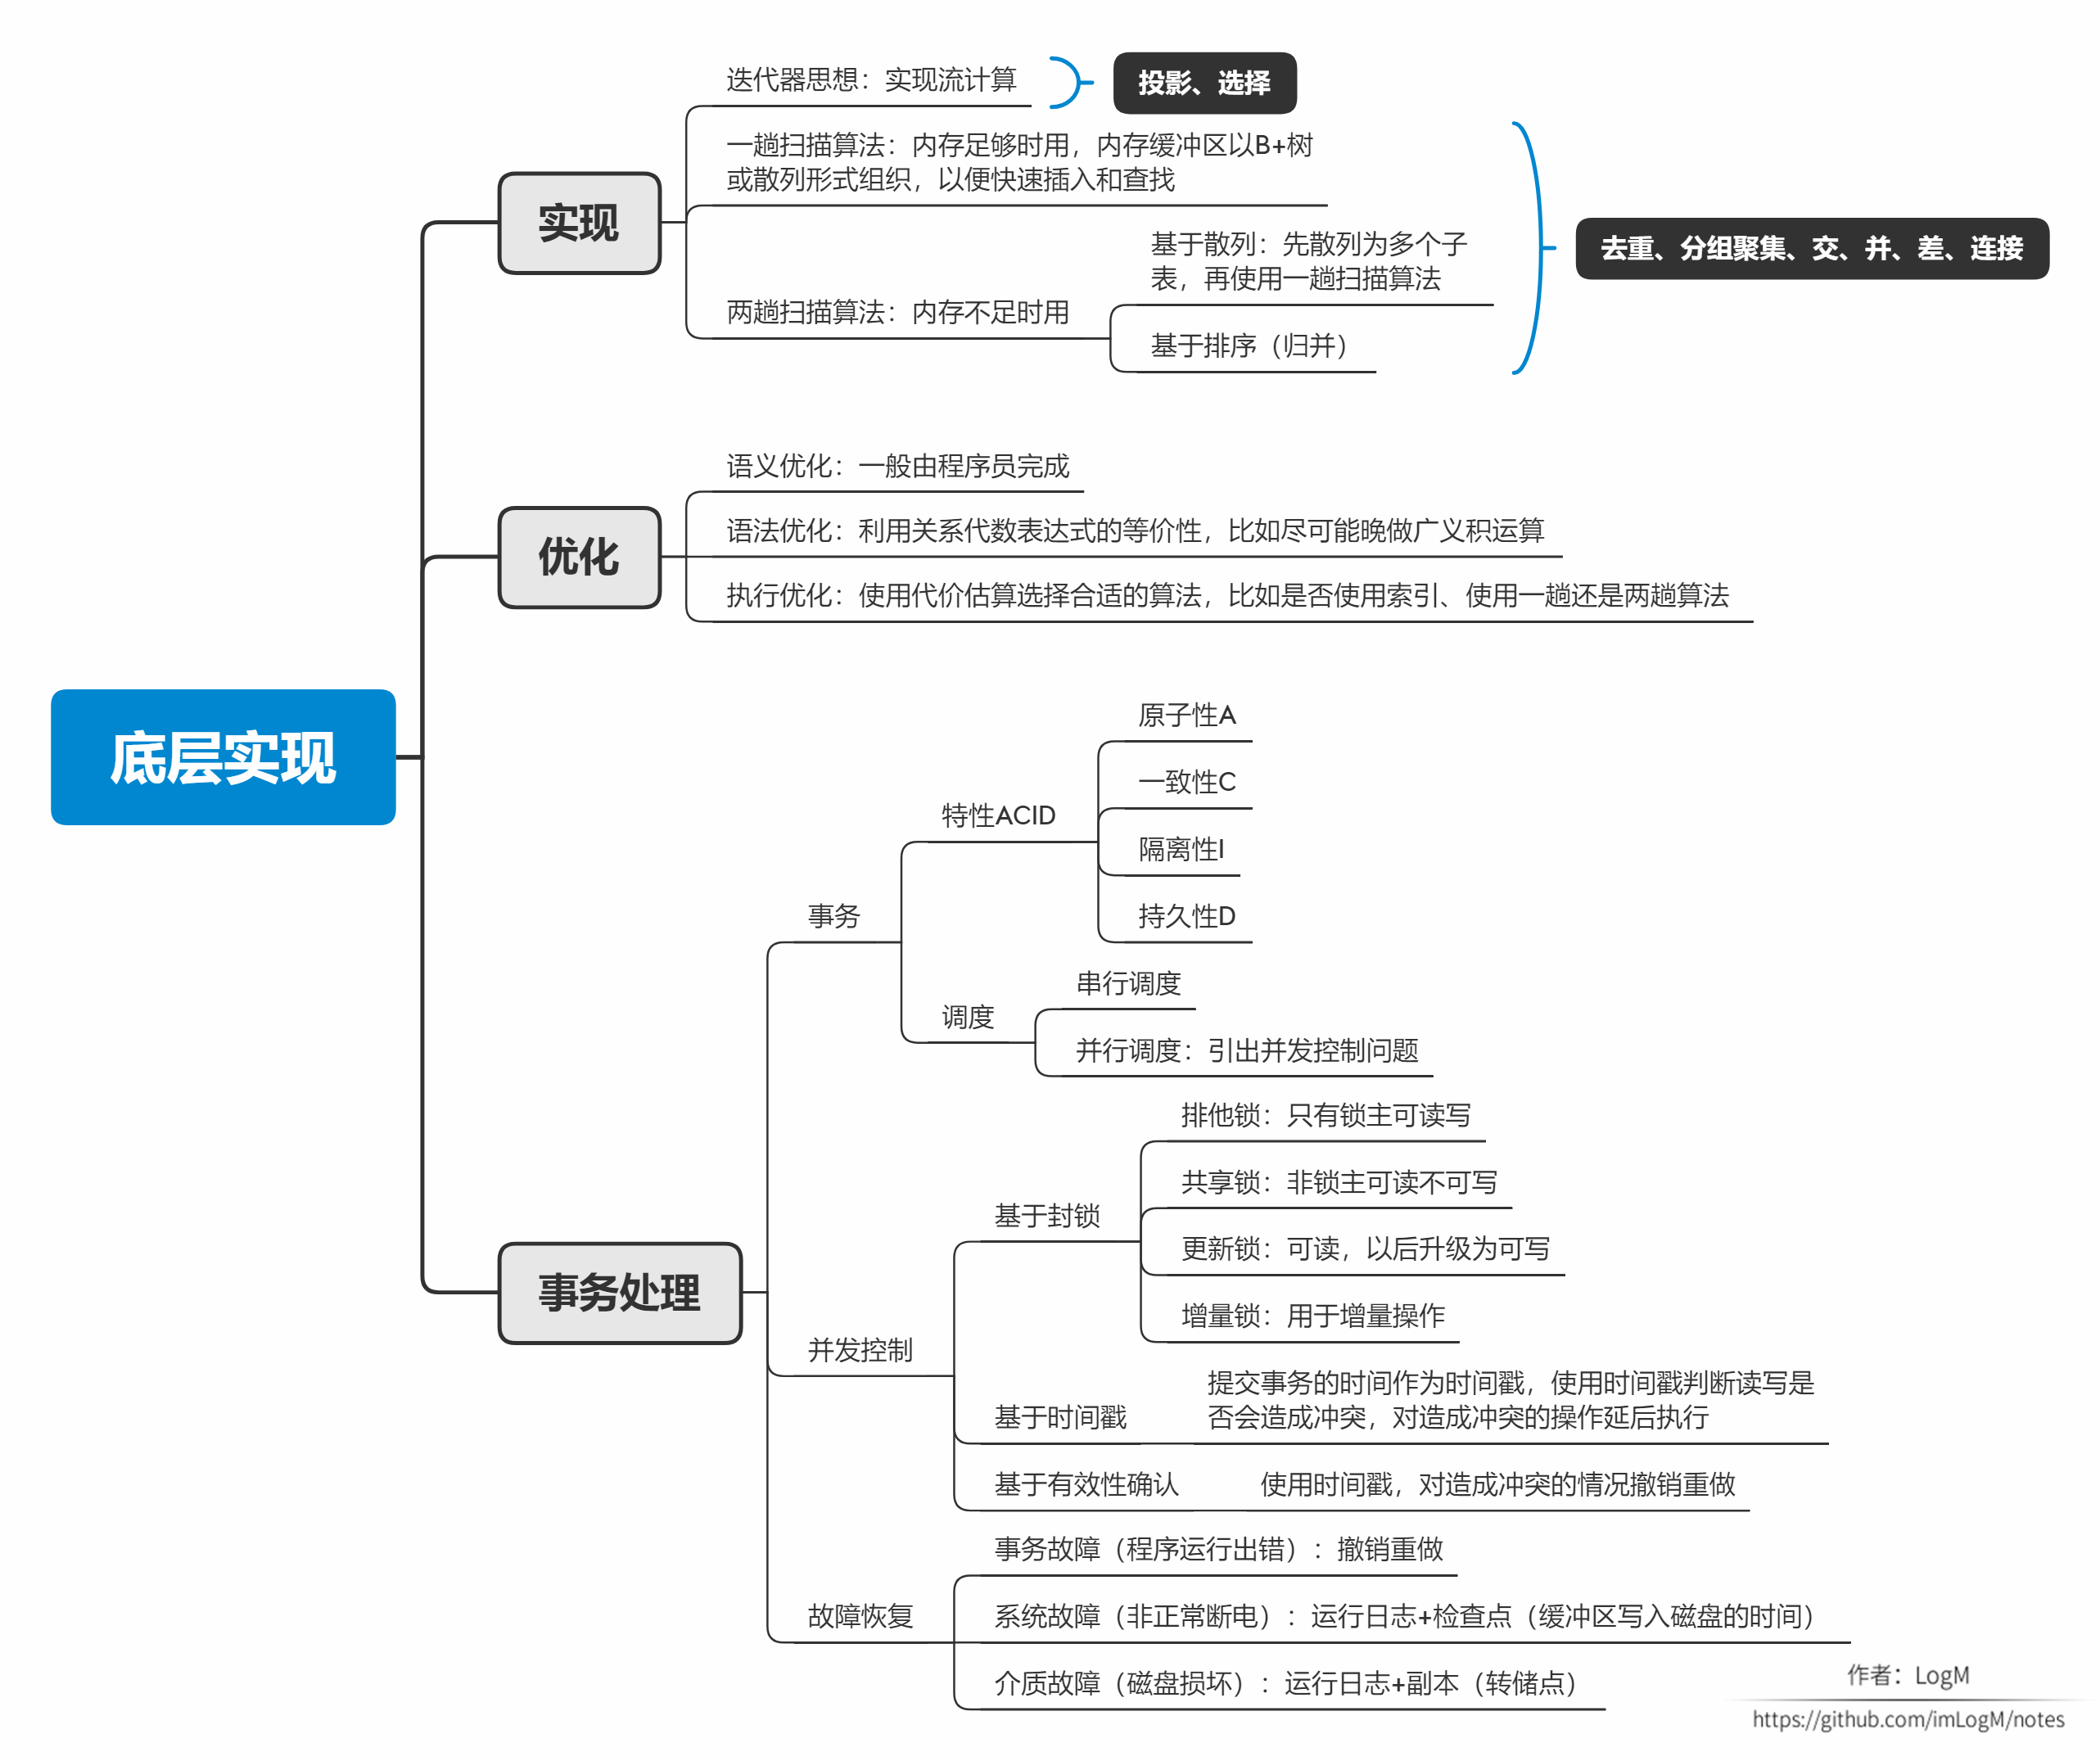 底层实现
实现
迭代器思想：实现流计算
投影、选择
一趟扫描算法：内存足够时用，内存缓冲区以B+树
或散列形式组织，以便快速插入和查找
两趟扫描算法：内存不足时用
基于散列：先散列为多个子
表，再使用一趟扫描算法
基于排序（归并）
去重、分组聚集、交、并、差、连接
优化
语义优化：一般由程序员完成
语法优化：利用关系代数表达式的等价性，比如尽可能晚做广义积运算
执行优化：使用代价估算选择合适的算法，比如是否使用索引、使用一趟还是两趟算法
事务处理
事务
特性ACID
原子性A
一致性C
隔离性I
持久性D
调度
串行调度
并行调度：引出并发控制问题
并发控制
基于封锁
排他锁：只有锁主可读写
共享锁：非锁主可读不可写
更新锁：可读，以后升级为可写
增量锁：用于增量操作
基于时间戳
提交事务的时间作为时间戳，使用时间戳判断读写是
否会造成冲突，对造成冲突的操作延后执行
基于有效性确认
使用时间戳，对造成冲突的情况撤销重做
故障恢复
事务故障（程序运行出错）：撤销重做
系统故障（非正常断电）：运行日志+检查点（缓冲区写入磁盘的时间）
介质故障（磁盘损坏）：运行日志+副本（转储点）
作者：LogM
https://github.com/imLogM/notes